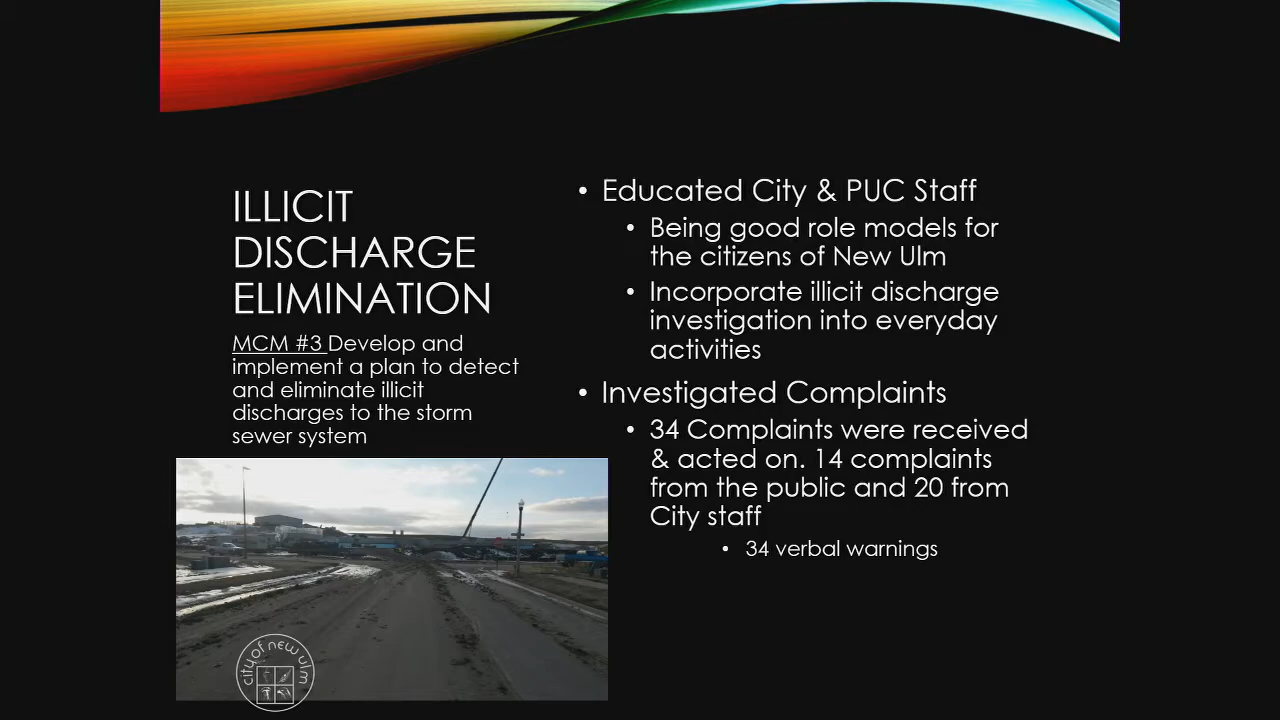 ILLICIT
DISCHARGE
ELIMINATION
MCM #3 Develop and
implement a plan to detect
and eliminate illicit
discharges to the storm
sewer system
• Educated City & PUC Staff
• Being good role models for
the citizens of New Ulm
• Incorporate illicit discharge
investigation into everyday
activities
• Investigated Complaints
• 34 Complaints were received
& acted on. 14 complaints
from the public and 20 from
City staff
• 34 verbal warnings
city of new ulm